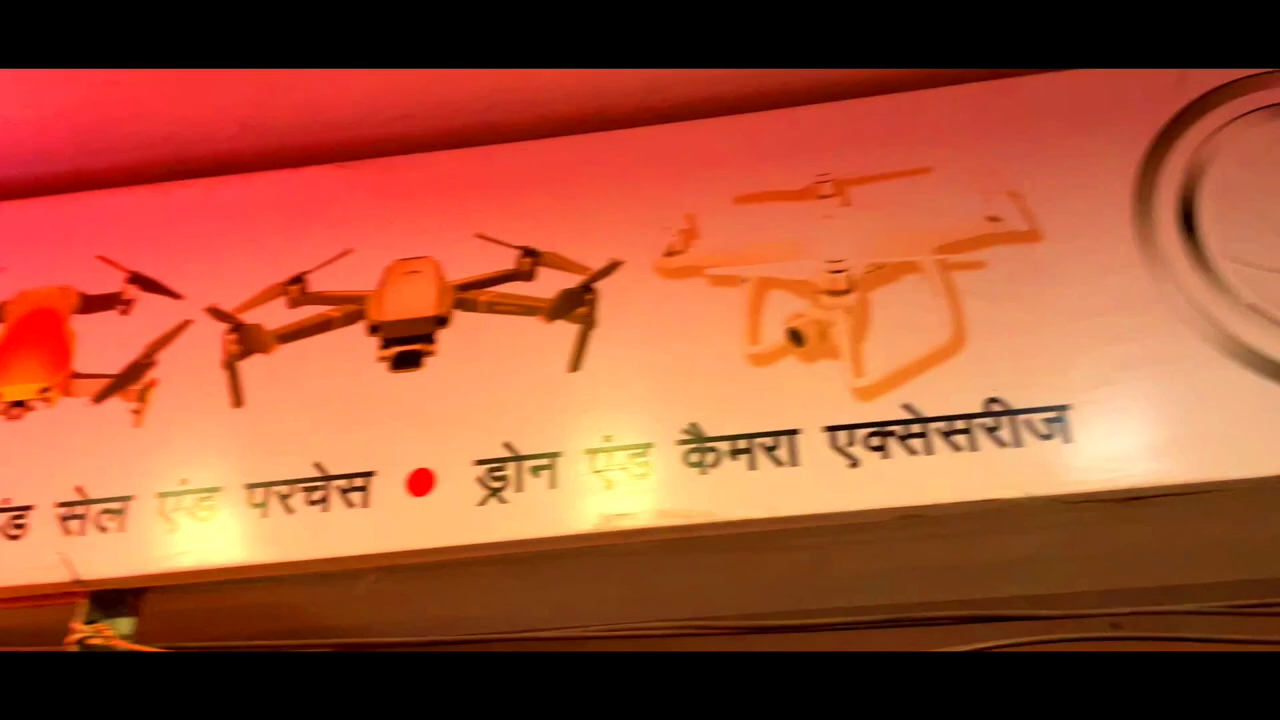 सेल एंड परचेस • ड्रोन एंड कैमरा एक्सेसरीज